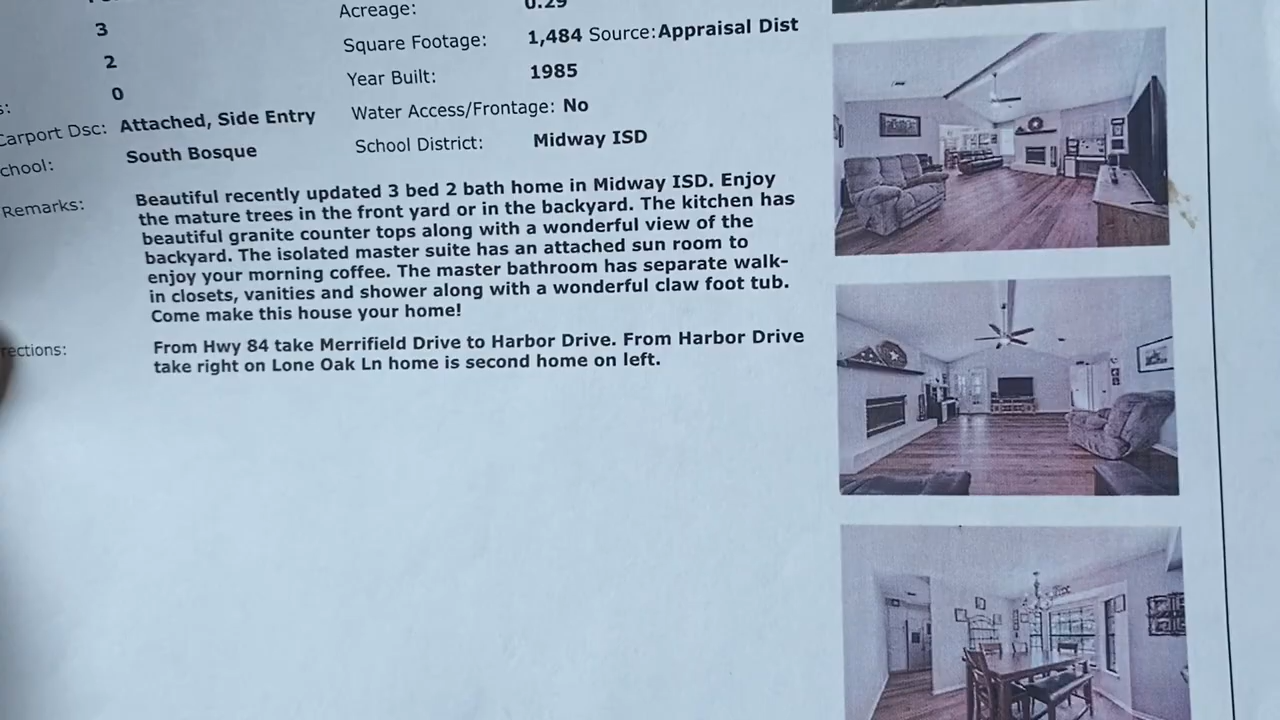 Acreage: 0.29
3
Square Footage: 1,484 Source:Appraisal Dist
2
Year Built: 1985
0
Water Access/Frontage: No
Carport Dsc: Attached, Side Entry
School District: Midway ISD
chool: South Bosque
Remarks: Beautiful recently updated 3 bed 2 bath home in Midway ISD. Enjoy
the mature trees in the front yard or in the backyard. The kitchen has
beautiful granite counter tops along with a wonderful view of the
backyard. The isolated master suite has an attached sun room to
enjoy your morning coffee. The master bathroom has separate walk-
in closets, vanities and shower along with a wonderful claw foot tub.
Come make this house your home!
rections: From Hwy 84 take Merrifield Drive to Harbor Drive. From Harbor Drive
take right on Lone Oak Ln home is second home on left.